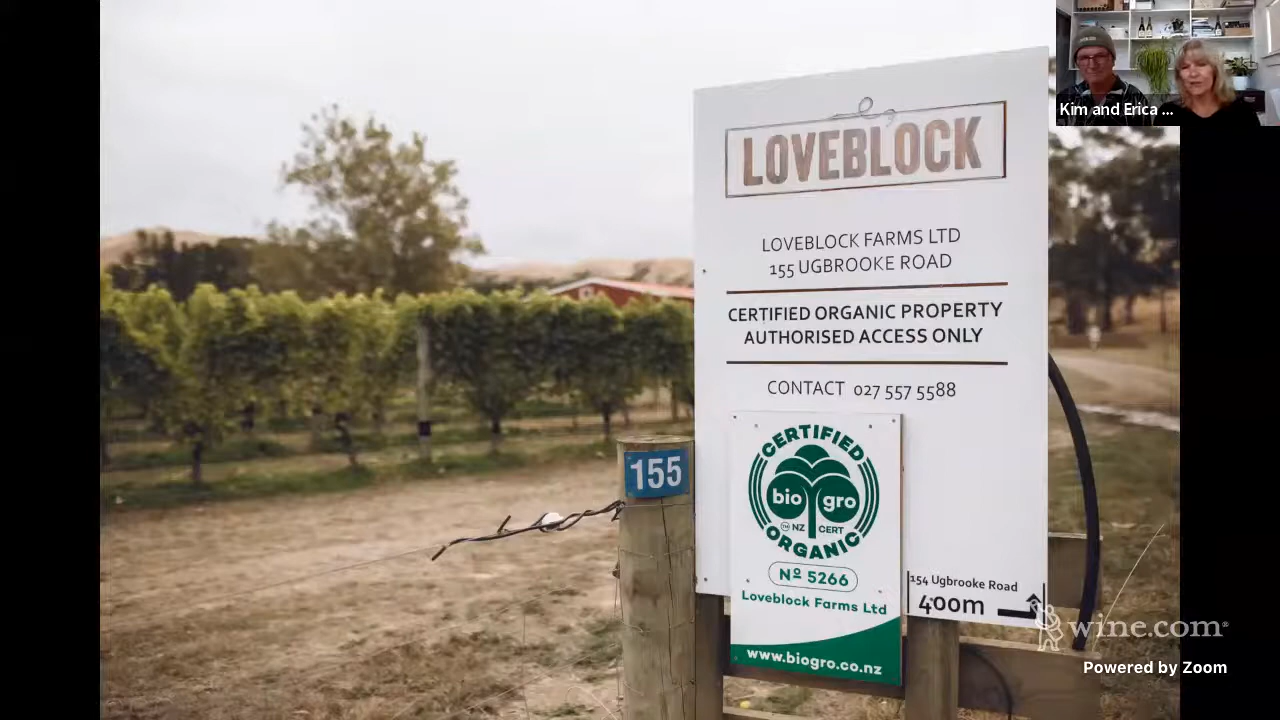 Kim and Erica ...
LOVEBLOCK
LOVEBLOCK FARMS LTD
155 UGBROOKE ROAD
CERTIFIED ORGANIC PROPERTY
AUTHORISED ACCESS ONLY
CONTACT 027 557 5588
155
CERTIFIED
bio gro
TM NZ CERT
ORGANIC
Nº 5266
Loveblock Farms Ltd
www.biogro.co.nz
154 Ugbrooke Road
400m
wine.com®
Powered by Zoom